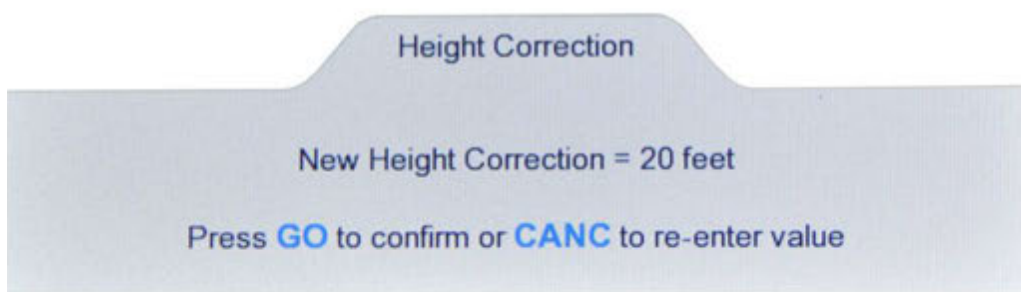 Height Correction
New Height Correction = 20 feet
Press GO to confirm or CANC to re-enter value